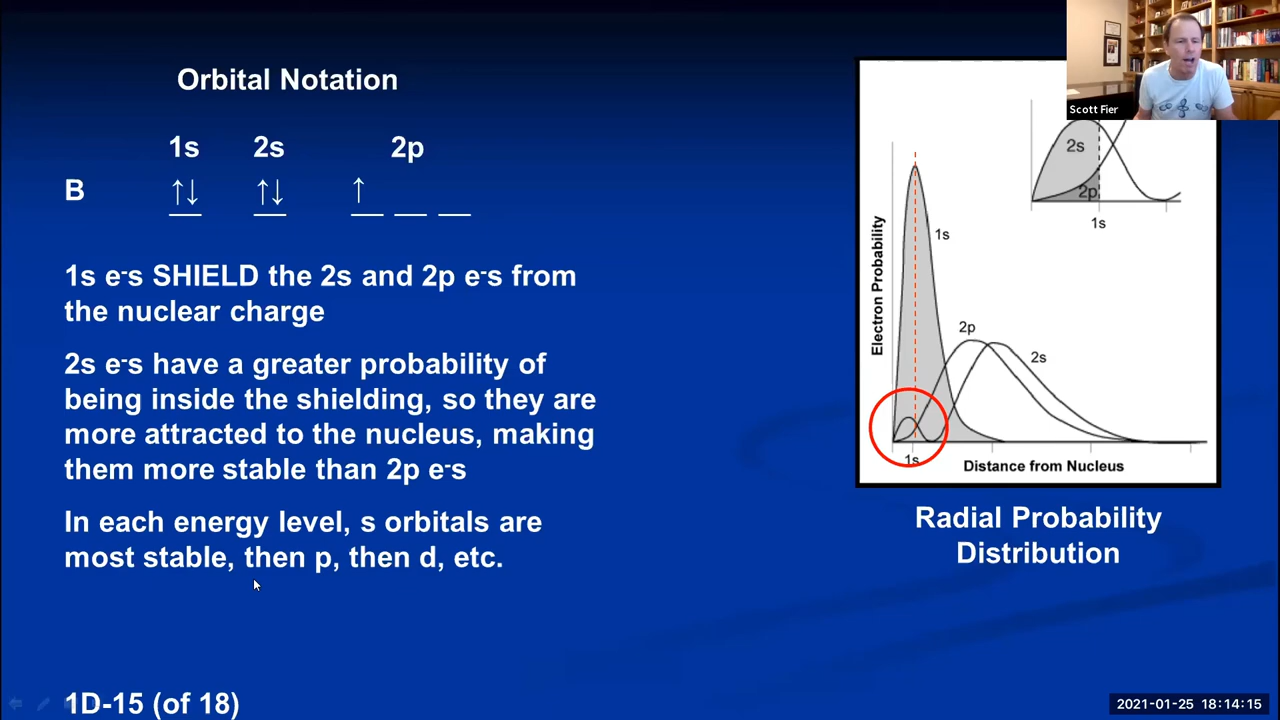 Orbital Notation
1s 2s 2p
B ↑↓ ↑↓ ↑
1s e-s SHIELD the 2s and 2p e-s from
the nuclear charge
2s e-s have a greater probability of
being inside the shielding, so they are
more attracted to the nucleus, making
them more stable than 2p e-s
In each energy level, s orbitals are
most stable, then p, then d, etc.
1D-15 (of 18)
Scott Fier
2s
2p
1s
Electron Probability
1s
2p
2s
1s
Distance from Nucleus
Radial Probability
Distribution
2021-01-25 18:14:15